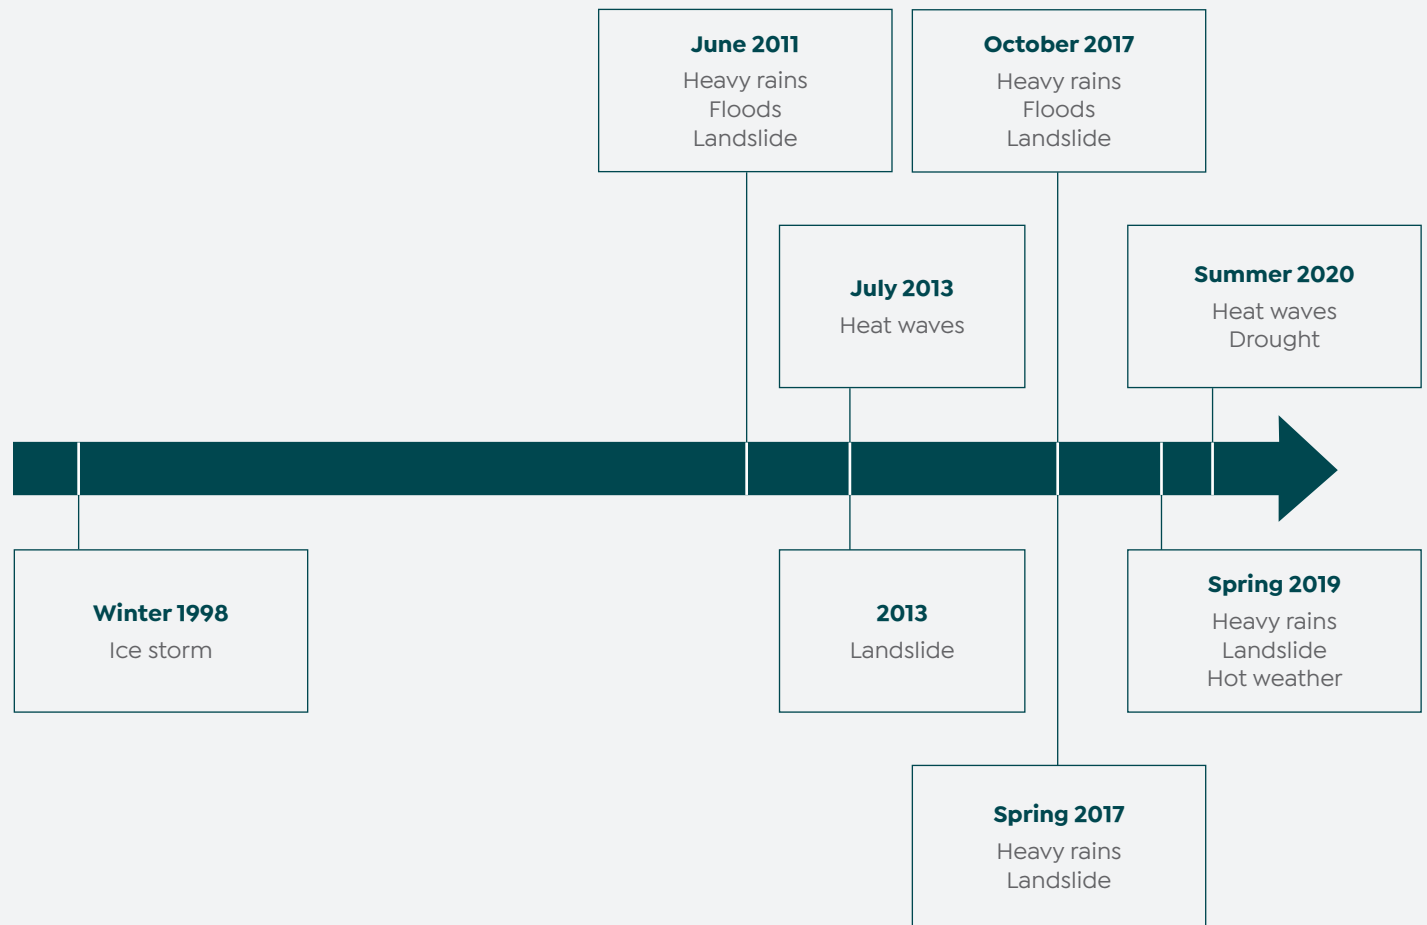 June 2011
Heavy rains
Floods
Landslide
October 2017
Heavy rains
Floods
Landslide
July 2013
Heat waves
Summer 2020
Heat waves
Drought
Winter 1998
Ice storm
2013
Landslide
Spring 2019
Heavy rains
Landslide
Hot weather
Spring 2017
Heavy rains
Landslide